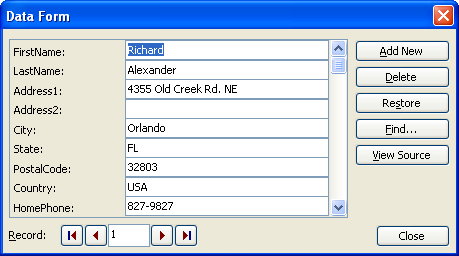 Data Form
FirstName: Richard
LastName: Alexander
Address1: 4355 Old Creek Rd. NE
Address2:
City: Orlando
State: FL
PostalCode: 32803
Country: USA
HomePhone: 827-9827
Add New
Delete
Restore
Find...
View Source
Record: 1
Close